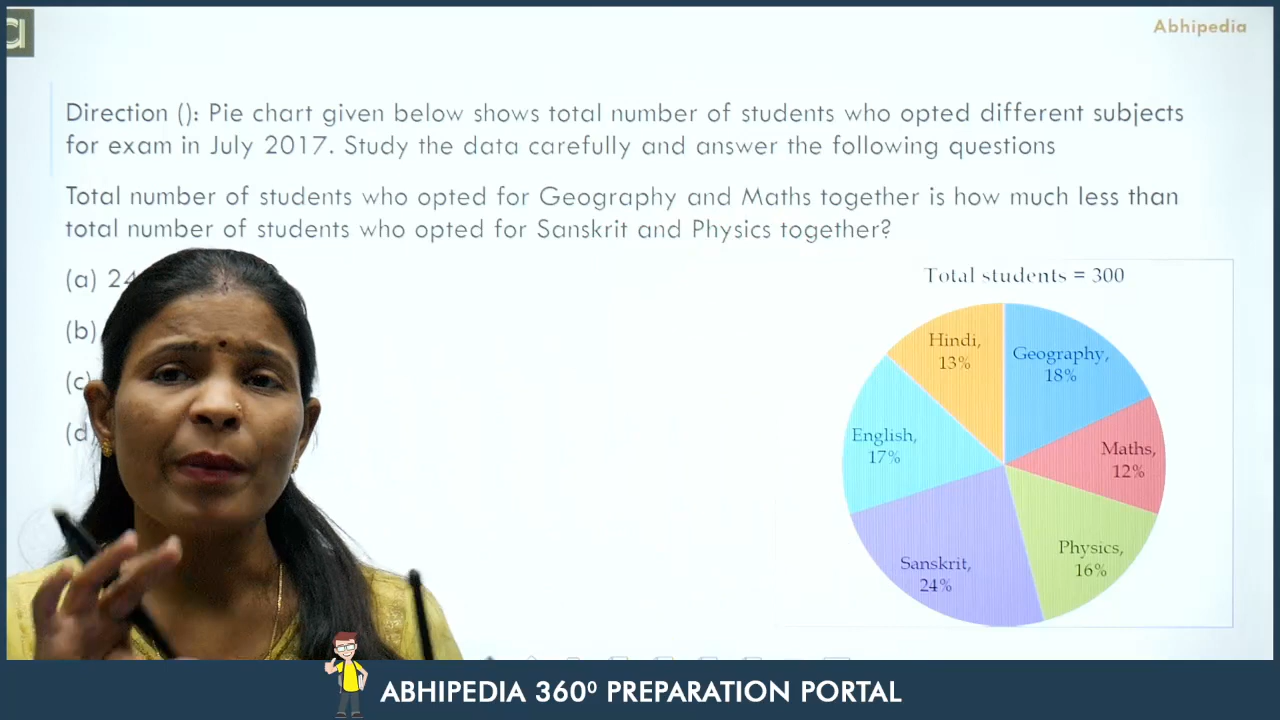 Abhipedia
Direction (): Pie chart given below shows total number of students who opted different subjects
for exam in July 2017. Study the data carefully and answer the following questions
Total number of students who opted for Geography and Maths together is how much less than
total number of students who opted for Sanskrit and Physics together?
(a) 24
(b)
(c)
(d)
Total students = 300
Hindi,
13%
Geography,
18%
English,
17%
Maths,
12%
Physics,
16%
Sanskrit,
24%
ABHIPEDIA 360⁰ PREPARATION PORTAL